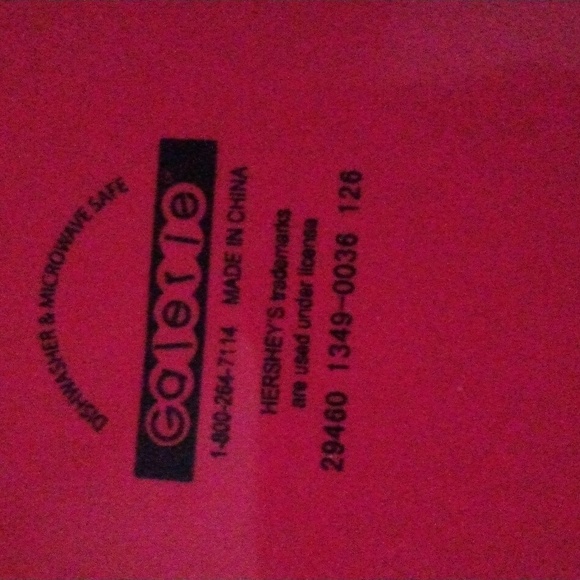 DISHWASHER & MICROWAVE SAFE
Galerie
1-800-264-7114 MADE IN CHINA
HERSHEY'S trademarks
are used under license
29460 1349-0036 126